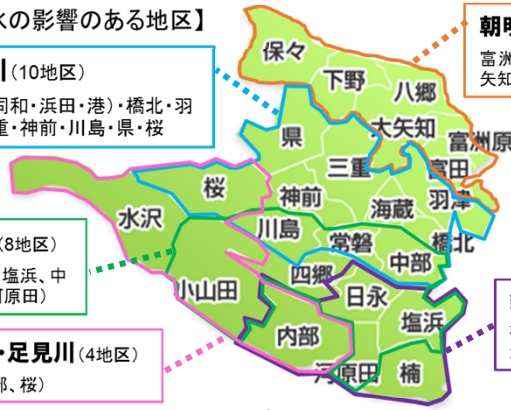 水の影響のある地区】
朝明
富洲
矢知
川（10地区）
同和・浜田・港）・橋北・羽
重・神前・川島・県・桜
保々
下野
八郷
大矢知
富洲原
県
三重
富田
桜
神前
海蔵
羽津
水沢
川島
常磐
橋北
中部
（8地区）
塩浜、中
河原田）
四郷
日永
小山田
塩浜
内部
・足見川（4地区）
部、桜）
河原田
楠